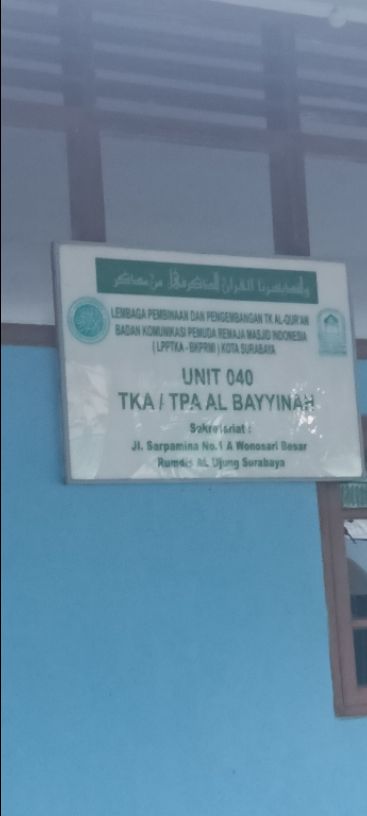 ولقد يسرنا القرآن للذكر فهل من مدكر
LEMBAGA PEMBINAAN DAN PENGEMBANGAN TK AL-QUR'AN
BADAN KOMUNIKASI PEMUDA REMAJA MASJID INDONESIA
( LPPTKA - BKPRMI ) KOTA SURABAYA
UNIT 040
TKA / TPA AL BAYYINAH
Sekretariat :
Jl. Sarpamina No.1 A Wonosari Besar
Rumdis AL Ujung Surabaya